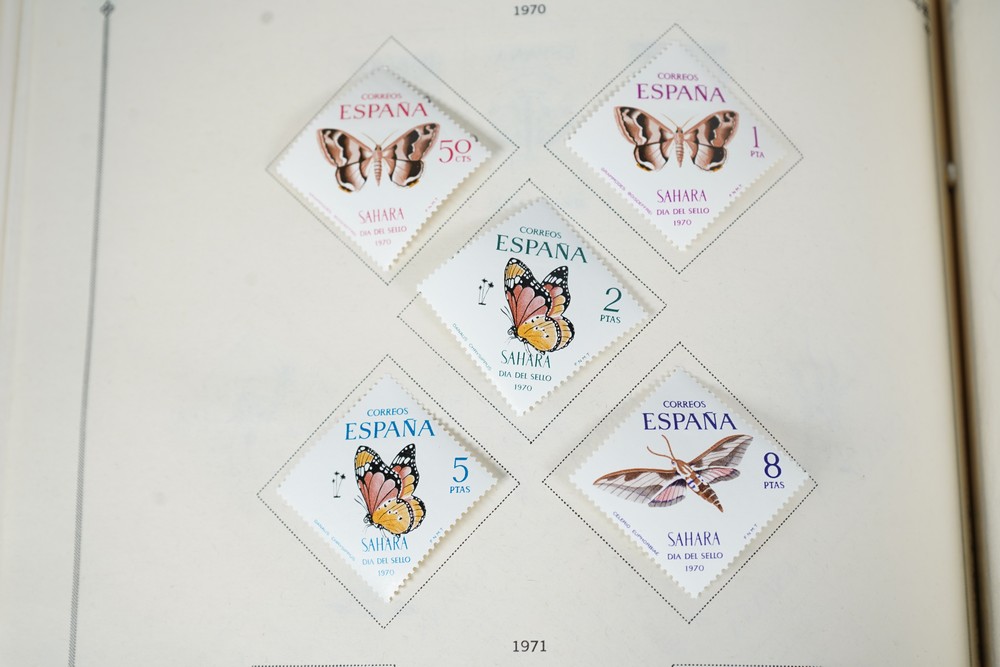 1970
CORREOS
ESPAÑA
50
CTS
SAHARA
DIA DEL SELLO
1970
CORREOS
ESPAÑA
1
PTA
SAHARA
DIA DEL SELLO
1970
CORREOS
ESPAÑA
2
PTAS
SAHARA
DIA DEL SELLO
1970
CORREOS
ESPAÑA
5
PTAS
SAHARA
DIA DEL SELLO
1970
CORREOS
ESPAÑA
8
PTAS
CELERIO EUPHORBIAE
SAHARA
DIA DEL SELLO
1970
F.N.M.T.
1971